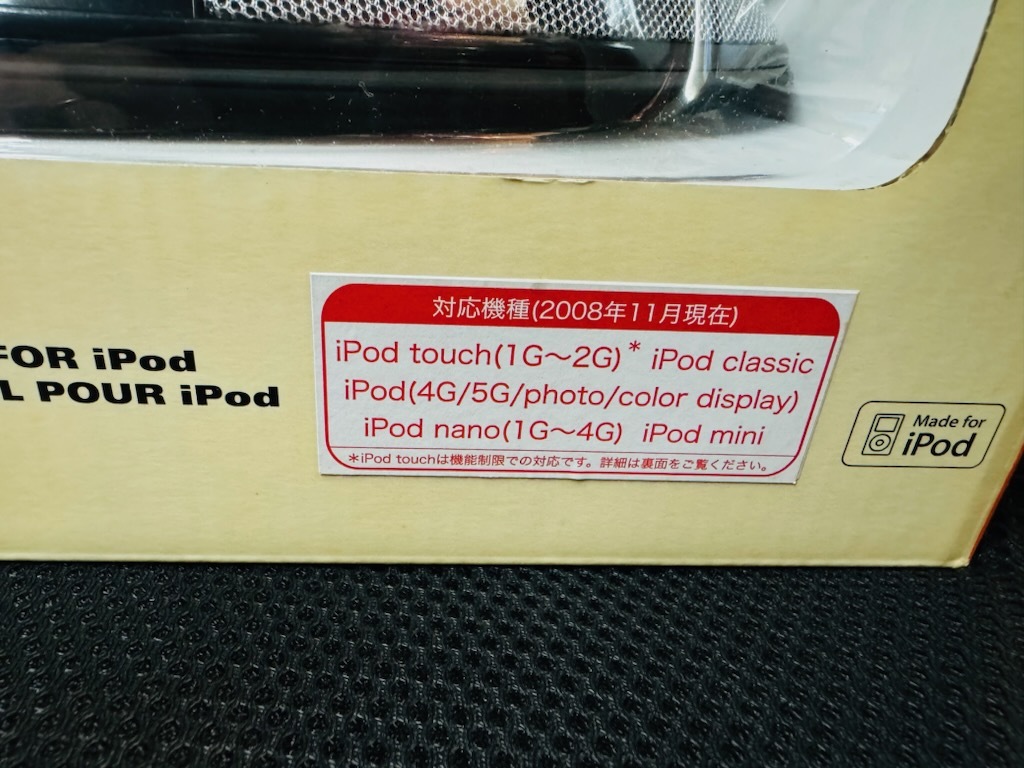 対応機種(2008年11月現在)
iPod touch(1G〜2G)* iPod classic
iPod(4G/5G/photo/color display)
iPod nano(1G〜4G) iPod mini
*iPod touchは機能制限での対応です。詳細は裏面をご覧ください。
FOR iPod
L POUR iPod
Made for
iPod